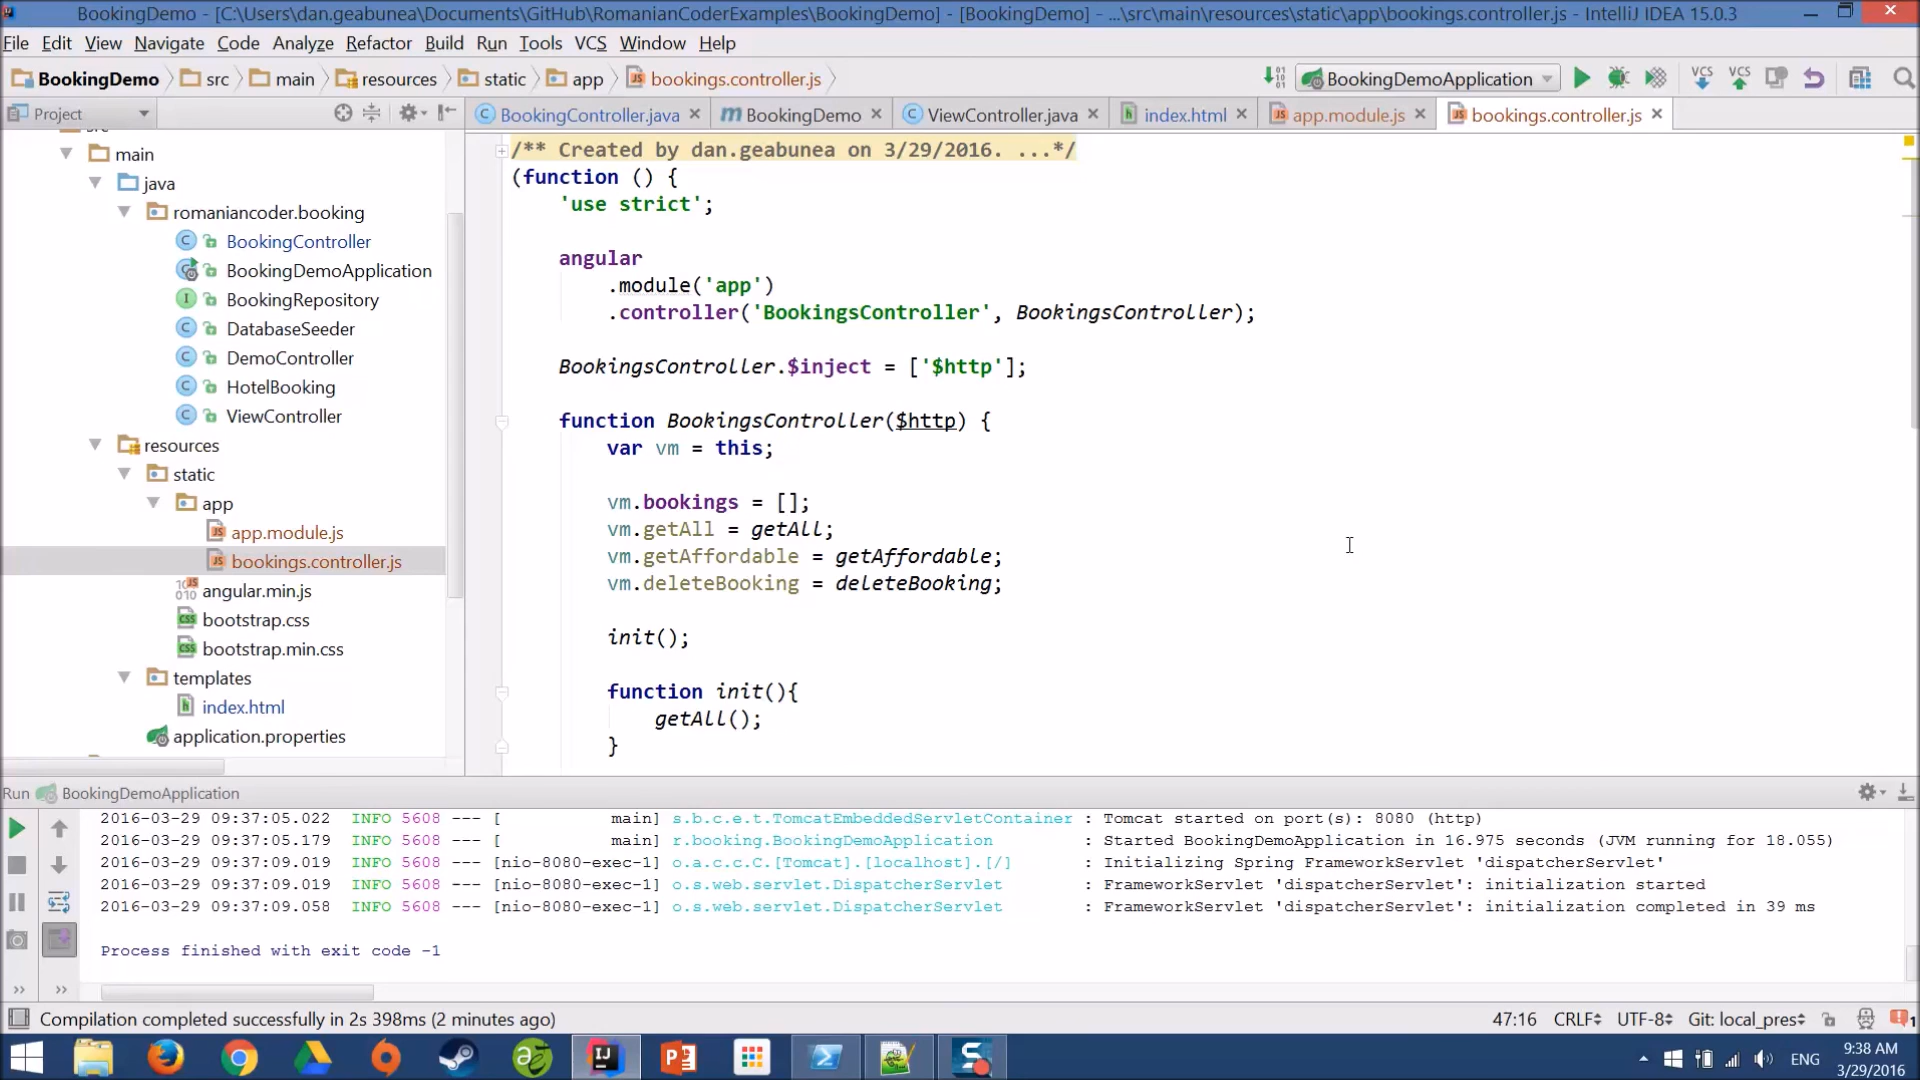 BookingDemo - [C:\Users\dan.geabunea\Documents\GitHub\RomanianCoderExamples\BookingDemo] - [BookingDemo] - ...\src\main\resources\static\app\bookings.controller.js - IntelliJ IDEA 15.0.3
File Edit View Navigate Code Analyze Refactor Build Run Tools VCS Window Help
BookingDemo src main resources static app bookings.controller.js BookingDemoApplication VCS VCS
Project BookingController.java BookingDemo ViewController.java index.html app.module.js bookings.controller.js
main
java
romaniancoder.booking
BookingController
BookingDemoApplication
BookingRepository
DatabaseSeeder
DemoController
HotelBooking
ViewController
resources
static
app
app.module.js
bookings.controller.js
angular.min.js
bootstrap.css
bootstrap.min.css
templates
index.html
application.properties
/** Created by dan.geabunea on 3/29/2016. ...*/
(function () {
'use strict';
angular
.module('app')
.controller('BookingsController', BookingsController);
BookingsController.$inject = ['$http'];
function BookingsController($http) {
var vm = this;
vm.bookings = [];
vm.getAll = getAll;
vm.getAffordable = getAffordable;
vm.deleteBooking = deleteBooking;
init();
function init(){
getAll();
}
Run BookingDemoApplication
2016-03-29 09:37:05.022 INFO 5608 --- [ main] s.b.c.e.t.TomcatEmbeddedServletContainer : Tomcat started on port(s): 8080 (http)
2016-03-29 09:37:05.179 INFO 5608 --- [ main] r.booking.BookingDemoApplication : Started BookingDemoApplication in 16.975 seconds (JVM running for 18.055)
2016-03-29 09:37:09.019 INFO 5608 --- [nio-8080-exec-1] o.a.c.c.C.[Tomcat].[localhost].[/] : Initializing Spring FrameworkServlet 'dispatcherServlet'
2016-03-29 09:37:09.019 INFO 5608 --- [nio-8080-exec-1] o.s.web.servlet.DispatcherServlet : FrameworkServlet 'dispatcherServlet': initialization started
2016-03-29 09:37:09.058 INFO 5608 --- [nio-8080-exec-1] o.s.web.servlet.DispatcherServlet : FrameworkServlet 'dispatcherServlet': initialization completed in 39 ms
Process finished with exit code -1
Compilation completed successfully in 2s 398ms (2 minutes ago) 47:16 CRLF UTF-8 Git: local_pres
ENG 9:38 AM
3/29/2016